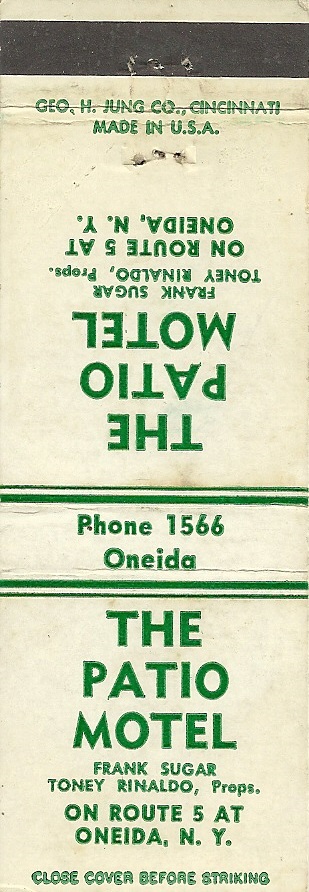 GEO. H. JUNG CO., CINCINNATI
MADE IN U.S.A.
THE
PATIO
MOTEL
FRANK SUGAR
TONEY RINALDO, Props.
ON ROUTE 5 AT
ONEIDA, N. Y.
Phone 1566
Oneida
THE
PATIO
MOTEL
FRANK SUGAR
TONEY RINALDO, Props.
ON ROUTE 5 AT
ONEIDA, N. Y.
CLOSE COVER BEFORE STRIKING